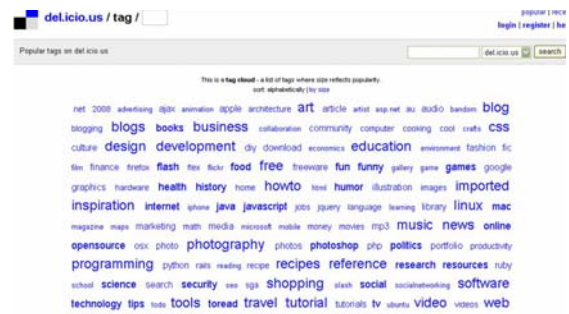 popular | rece
del.icio.us / tag /
login | register | he
Popular tags on del.icio.us
del.icio.us search
This is a tag cloud - a list of tags where size reflects popularity.
sort: alphabetically | by size
.net 2008 advertising ajax animation apple architecture art article artist asp.net au audio bandom blog
blogging blogs books business collaboration community computer cooking cool crafts css
culture design development diy download economics education environment fashion fic
film finance firefox flash flex flickr food free freeware fun funny gallery game games google
graphics hardware health history home howto html humor illustration images imported
inspiration internet iphone java javascript jobs jquery language learning library linux mac
magazine maps marketing math media microsoft mobile money movies mp3 music news online
opensource osx photo photography photos photoshop php politics portfolio productivity
programming python rails reading recipe recipes reference research resources ruby
school science search security seo sga shopping slash social socialnetworking software
technology tips todo tools toread travel tutorial tutorials tv ubuntu video videos web